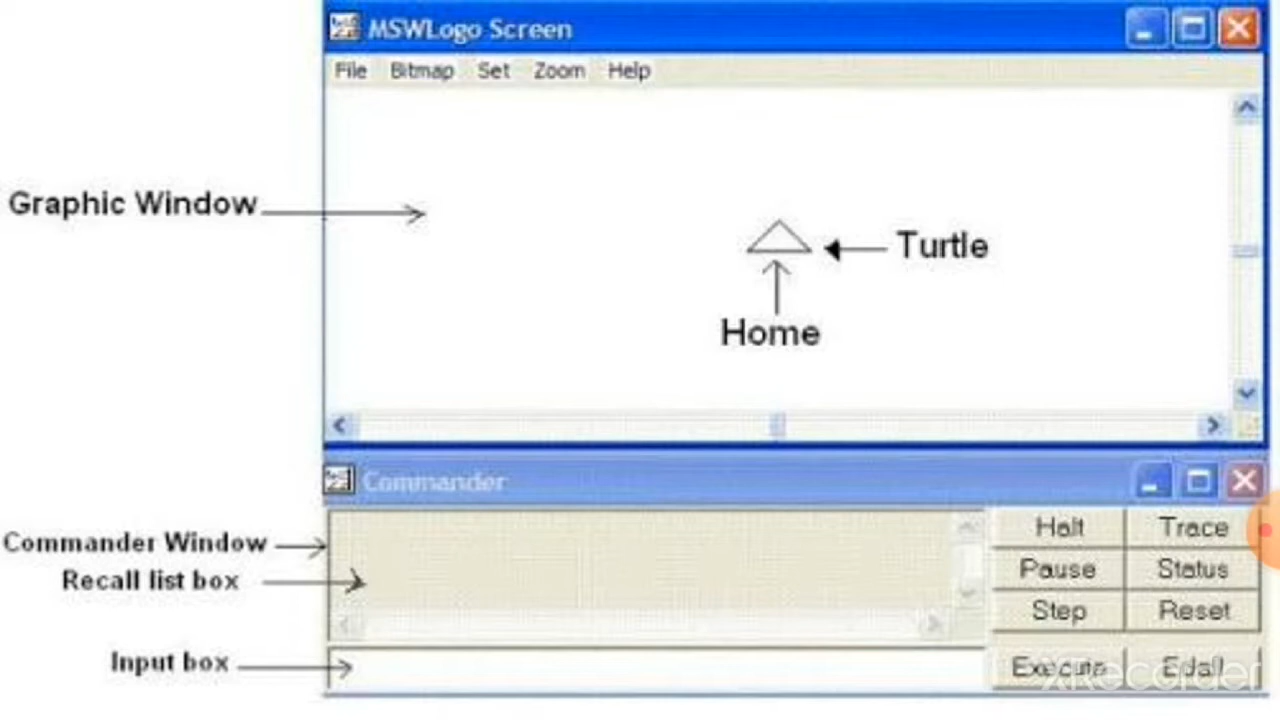 MSWLogo Screen
File Bitmap Set Zoom Help
Graphic Window
Turtle
Home
Commander
Commander Window
Recall list box
Input box
Halt Trace
Pause Status
Step Reset
Execute Edall
XRecorder